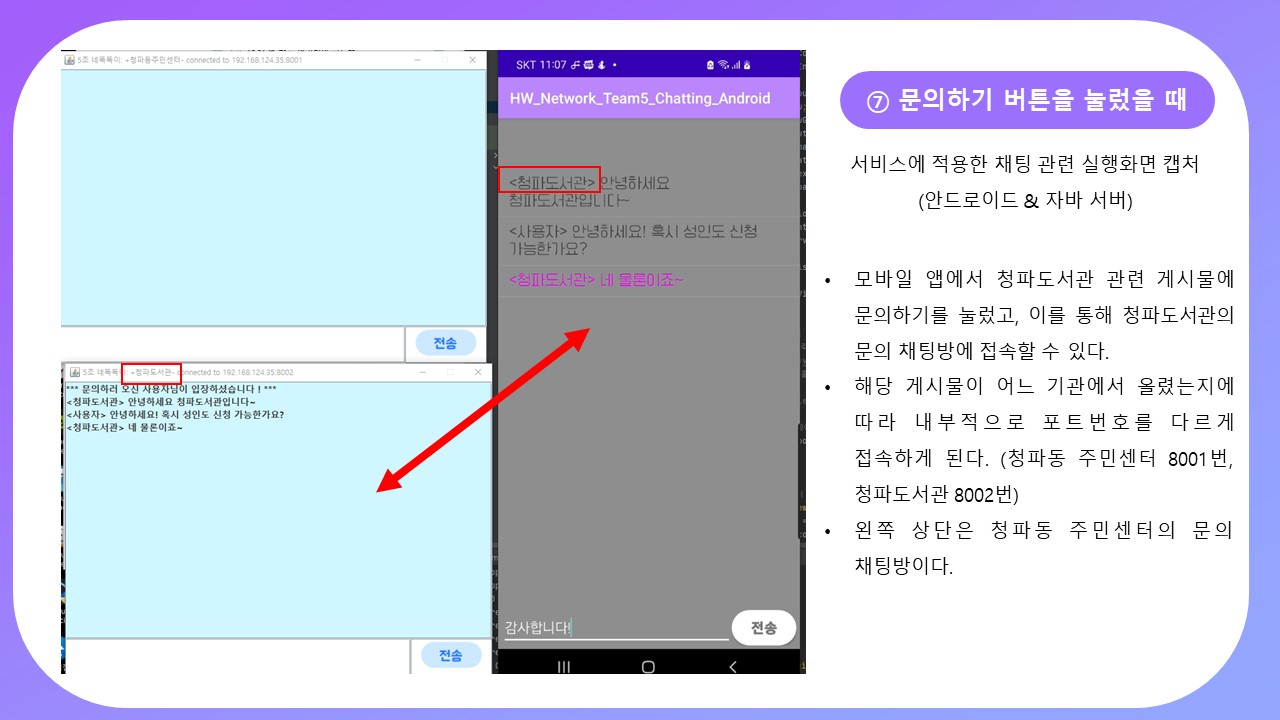 5조 네똑똑이: +청파동주민센터- connected to 192.168.124.35:8001
전송
5조 네똑똑이: +청파도서관- connected to 192.168.124.35:8002
*** 문의하러 오신 사용자님이 입장하셨습니다 ! ***
<청파도서관> 안녕하세요 청파도서관입니다~
<사용자> 안녕하세요! 혹시 성인도 신청 가능한가요?
<청파도서관> 네 물론이죠~
전송
SKT 11:07
HW_Network_Team5_Chatting_Android
<청파도서관> 안녕하세요
청파도서관입니다~
<사용자> 안녕하세요! 혹시 성인도 신청
가능한가요?
<청파도서관> 네 물론이죠~
감사합니다!
전송
⑦ 문의하기 버튼을 눌렀을 때
서비스에 적용한 채팅 관련 실행화면 캡처
(안드로이드 & 자바 서버)
• 모바일 앱에서 청파도서관 관련 게시물에
문의하기를 눌렀고, 이를 통해 청파도서관의
문의 채팅방에 접속할 수 있다.
• 해당 게시물이 어느 기관에서 올렸는지에
따라 내부적으로 포트번호를 다르게
접속하게 된다. (청파동 주민센터 8001번,
청파도서관 8002번)
• 왼쪽 상단은 청파동 주민센터의 문의
채팅방이다.